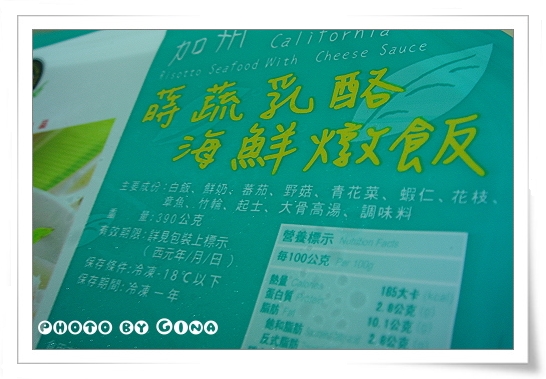 加州 California
Risotto Seafood With Cheese Sauce
蒔蔬乳酪
海鮮燉飯
主要成份:白飯、鮮奶、蕃茄、野菇、青花菜、蝦仁、花枝、
章魚、竹輪、起士、大骨高湯、調味料
重 量:390公克
有效期限:詳見包裝上標示
(西元年/月/日)
保存條件:冷凍-18℃以下
保存期間:冷凍一年
營養標示 Nutrition Facts
每100公克 Per 100g
熱量 Calories 185大卡
蛋白質 Protein 2.8公克
脂肪 10.1公克
飽和脂肪 2.8公克
反式脂肪
Photo by Gina